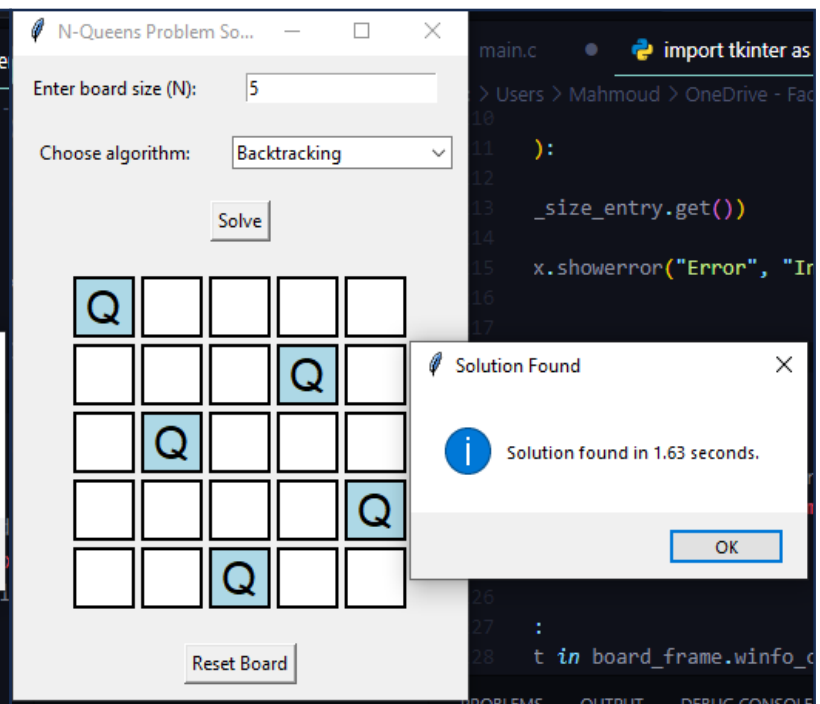 N-Queens Problem So...
Enter board size (N): 5
Choose algorithm: Backtracking
Solve
Q
Q
Q
Q
Q
Reset Board
Solution Found
Solution found in 1.63 seconds.
OK
main.c
import tkinter as
> Users > Mahmoud > OneDrive - Fac
10
11 ):
12
13 _size_entry.get())
14
15 x.showerror("Error", "In
16
17
26
27 :
28 t in board_frame.winfo_c
PROBLEMS OUTPUT DEBUG CONSOLE